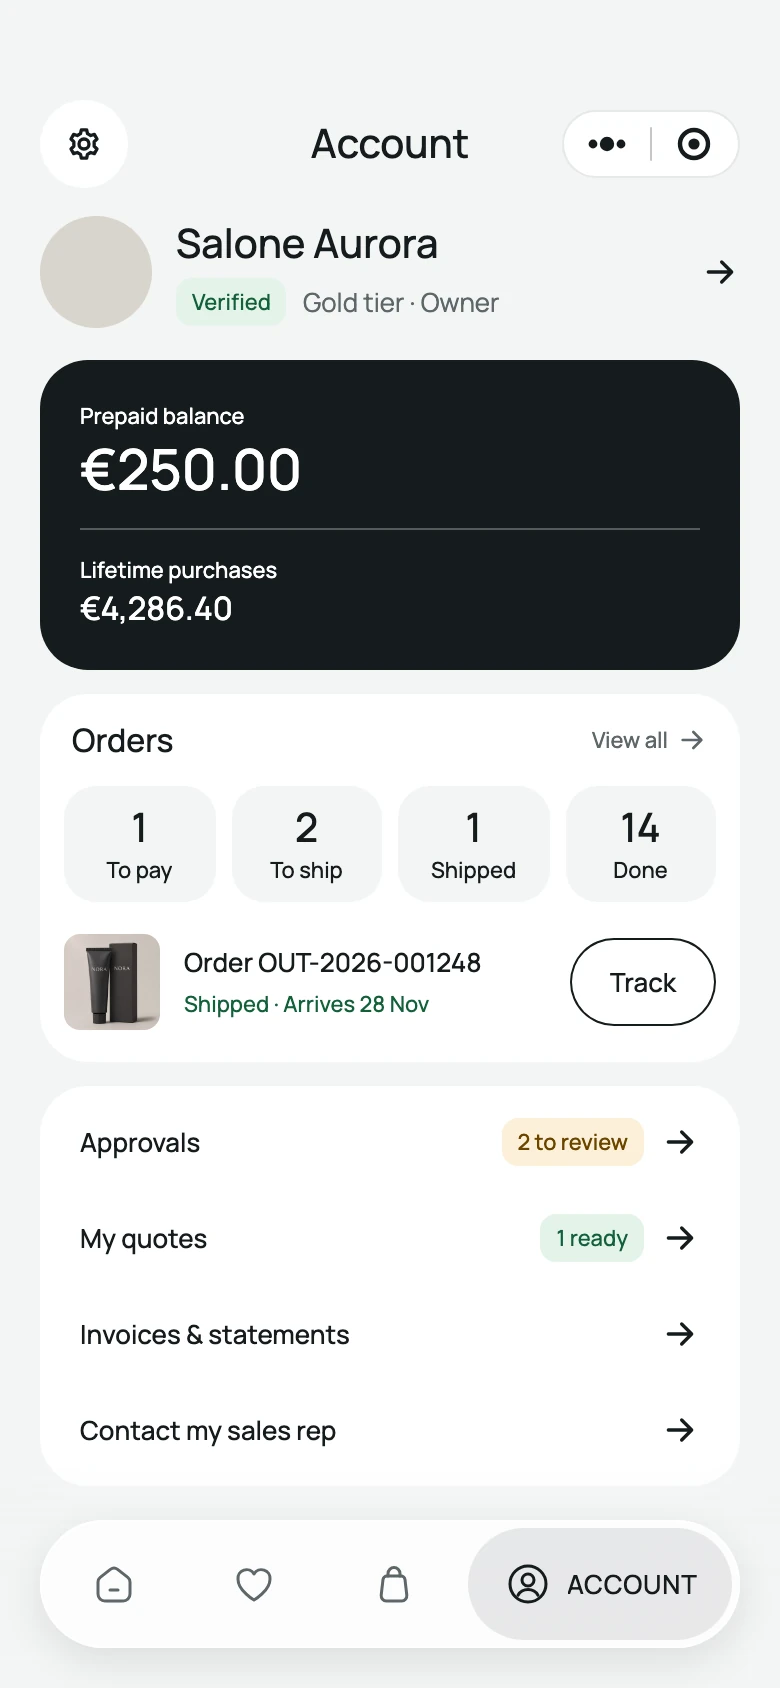 Account
Salone Aurora
Verified
Gold tier · Owner
Prepaid balance
€250.00
Lifetime purchases
€4,286.40
Orders
View all
1
To pay
2
To ship
1
Shipped
14
Done
NORA
NORA
Order OUT-2026-001248
Shipped · Arrives 28 Nov
Track
Approvals
2 to review
My quotes
1 ready
Invoices & statements
Contact my sales rep
ACCOUNT